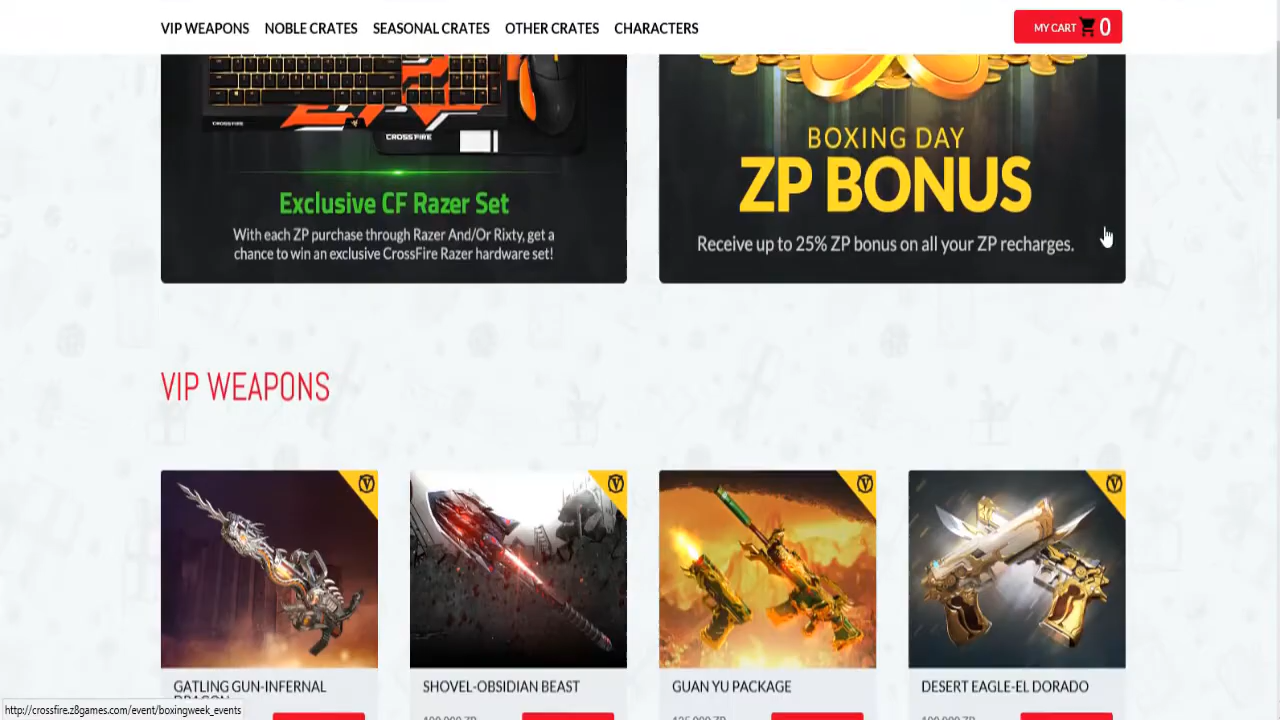 VIP WEAPONS NOBLE CRATES SEASONAL CRATES OTHER CRATES CHARACTERS MY CART 0
CROSSFIRE
CROSSFIRE
Exclusive CF Razer Set
With each ZP purchase through Razer And/Or Rixty, get a
chance to win an exclusive CrossFire Razer hardware set!
BOXING DAY
ZP BONUS
Receive up to 25% ZP bonus on all your ZP recharges.
VIP WEAPONS
GATLING GUN-INFERNAL
DRAGON
SHOVEL-OBSIDIAN BEAST
GUAN YU PACKAGE
DESERT EAGLE-EL DORADO
http://crossfire.z8games.com/event/boxingweek_events